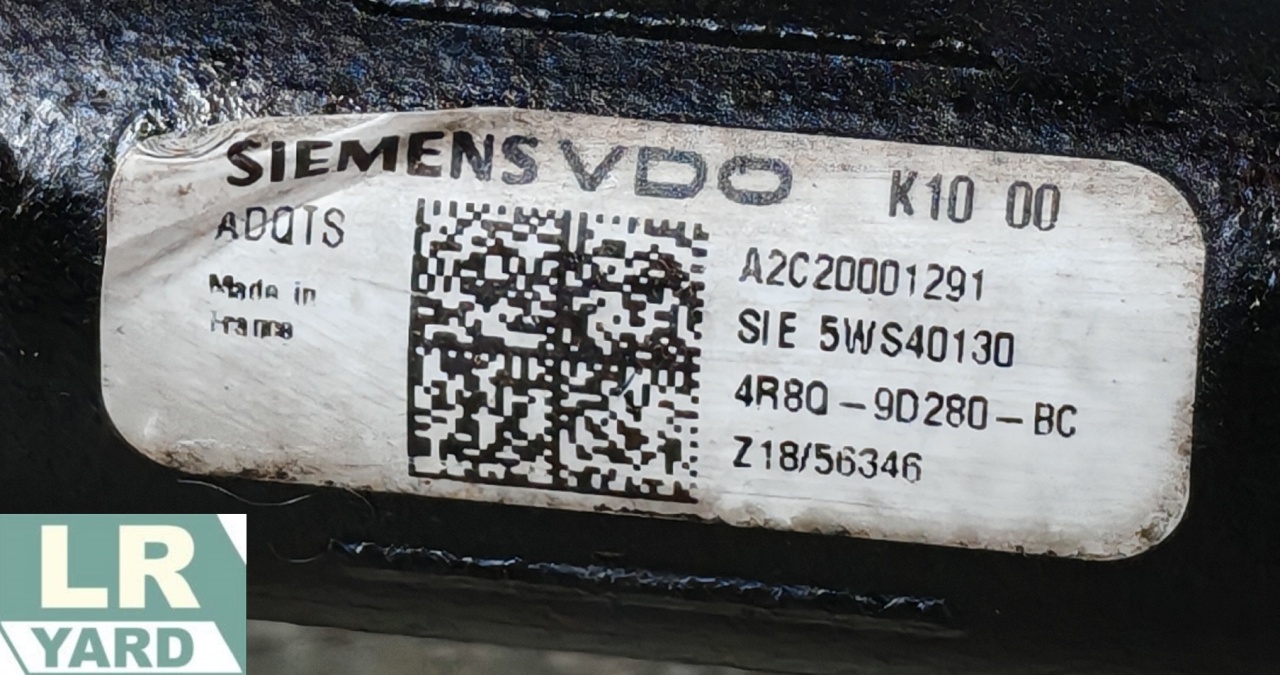 SIEMENS VDO K10 00
ADQTS
Made in
France
A2C20001291
SIE 5WS40130
4R8Q-9D280-BC
Z18/56346
LR
YARD